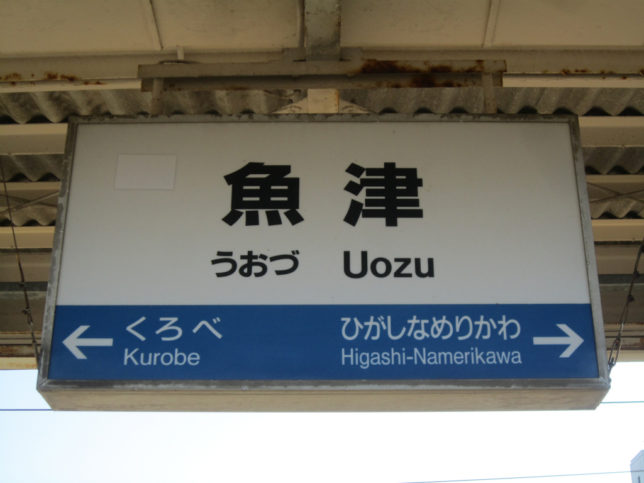 魚津
うおづ Uozu
← くろべ ひがしなめりかわ →
Kurobe Higashi-Namerikawa